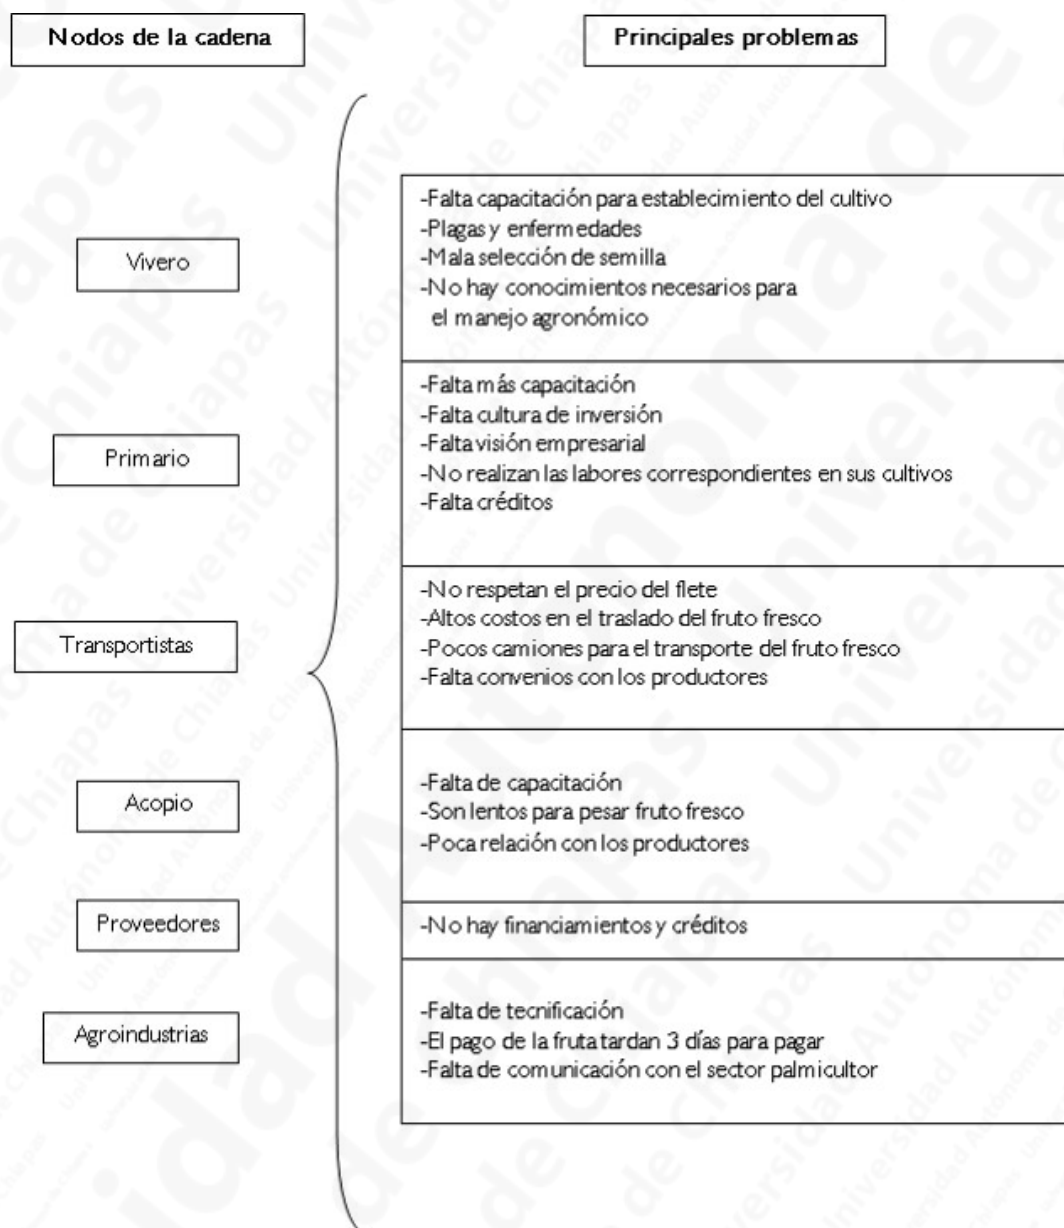 Nodos de la cadena
Principales problemas
Vivero
-Falta capacitación para establecimiento del cultivo
-Plagas y enfermedades
-Mala selección de semilla
-No hay conocimientos necesarios para
el manejo agronómico
Primario
-Falta más capacitación
-Falta cultura de inversión
-Falta visión empresarial
-No realizan las labores correspondientes en sus cultivos
-Falta créditos
Transportistas
-No respetan el precio del flete
-Altos costos en el traslado del fruto fresco
-Pocos camiones para el transporte del fruto fresco
-Falta convenios con los productores
Acopio
-Falta de capacitación
-Son lentos para pesar fruto fresco
-Poca relación con los productores
Proveedores
-No hay financiamientos y créditos
Agroindustrias
-Falta de tecnificación
-El pago de la fruta tardan 3 días para pagar
-Falta de comunicación con el sector palmicultor
Universidad Autónoma de Chiapas